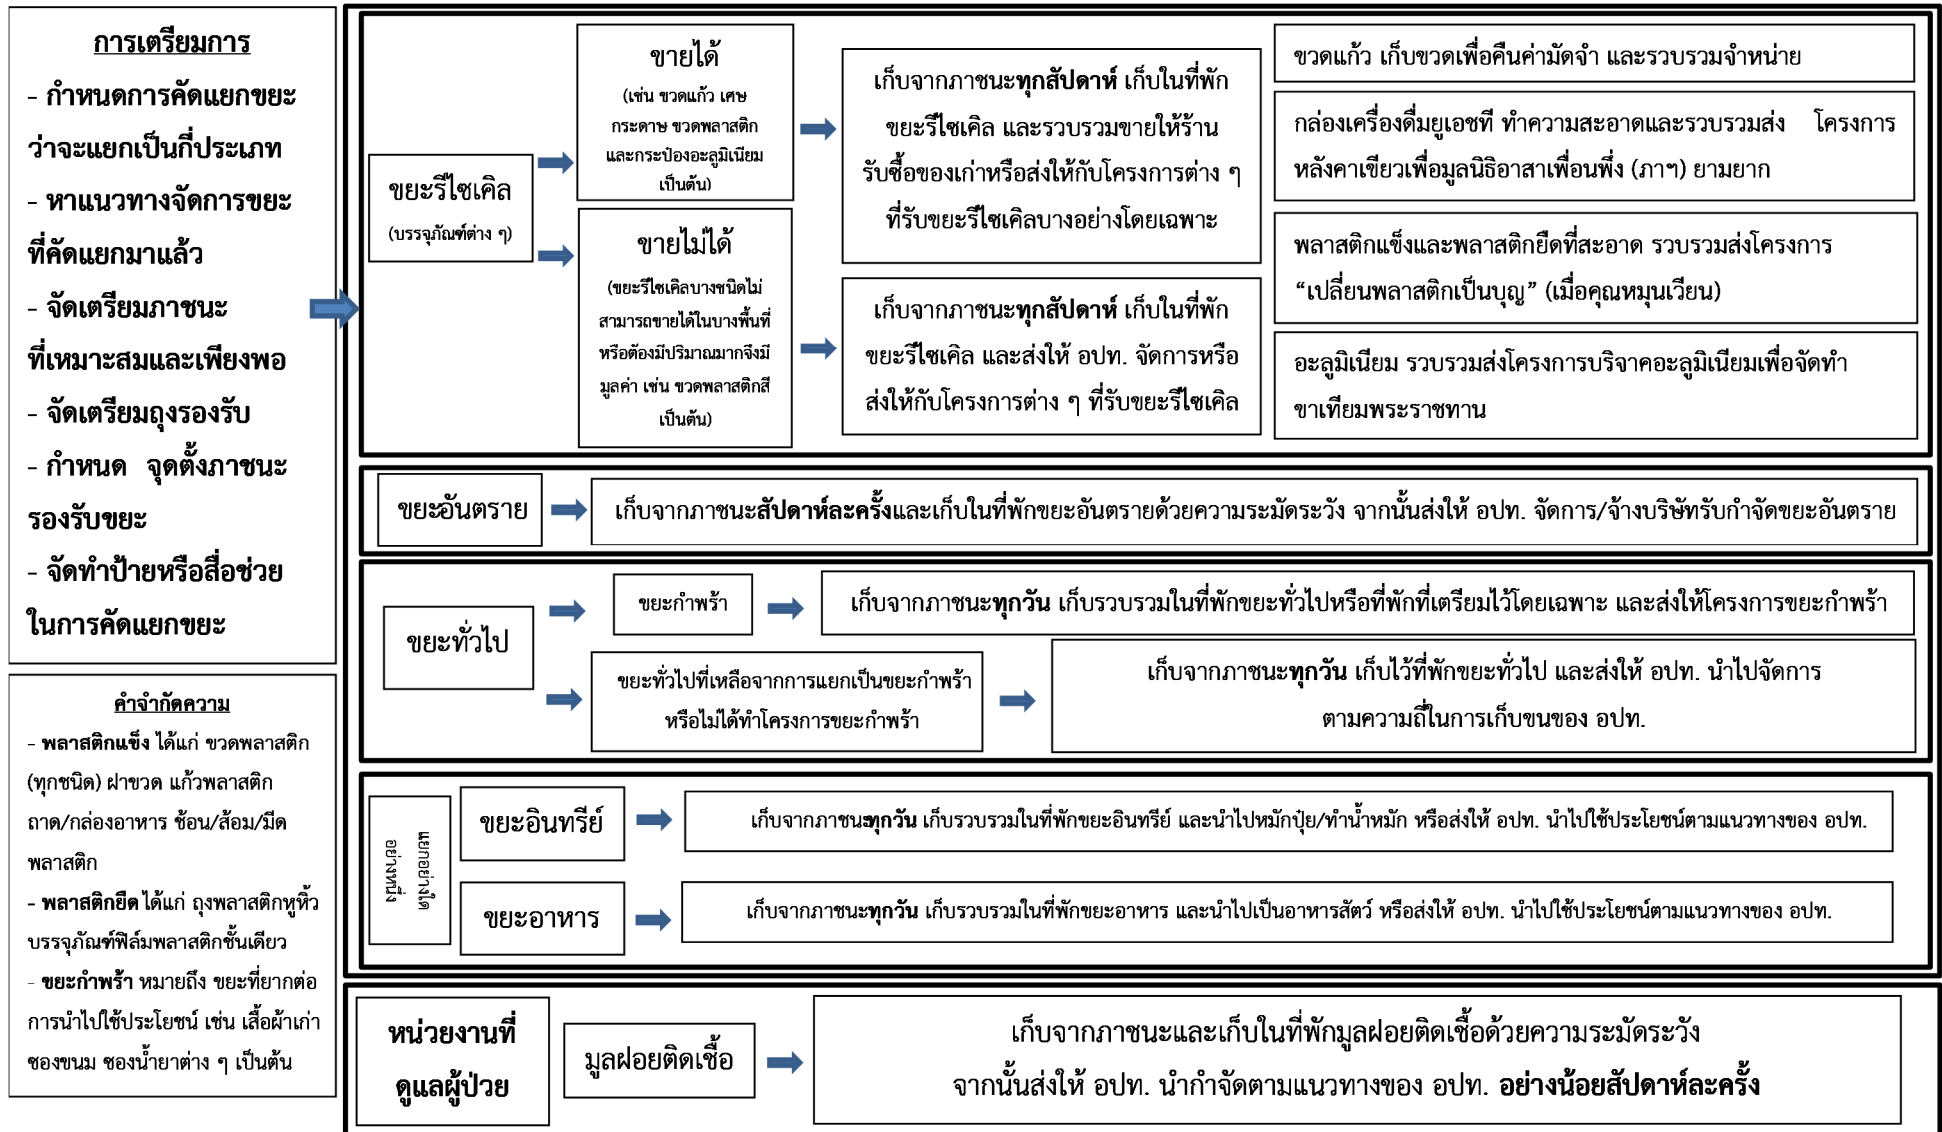 การเตรียมการ
- กำหนดการคัดแยกขยะ
ว่าจะแยกเป็นกี่ประเภท
- หาแนวทางจัดการขยะ
ที่คัดแยกมาแล้ว
- จัดเตรียมภาชนะ
ที่เหมาะสมและเพียงพอ
- จัดเตรียมถุงรองรับ
- กำหนด จุดตั้งภาชนะ
รองรับขยะ
- จัดทำป้ายหรือสื่อช่วย
ในการคัดแยกขยะ
คำจำกัดความ
- พลาสติกแข็ง ได้แก่ ขวดพลาสติก
(ทุกชนิด) ฝาขวด แก้วพลาสติก
ถาด/กล่องอาหาร ช้อน/ส้อม/มีด
พลาสติก
- พลาสติกยืด ได้แก่ ถุงพลาสติกหูหิ้ว
บรรจุภัณฑ์ฟิล์มพลาสติกชั้นเดียว
- ขยะกำพร้า หมายถึง ขยะที่ยากต่อ
การนำไปใช้ประโยชน์ เช่น เสื้อผ้าเก่า
ซองขนม ซองน้ำยาต่าง ๆ เป็นต้น
ขยะรีไซเคิล
(บรรจุภัณฑ์ต่าง ๆ)
ขายได้
(เช่น ขวดแก้ว เศษ
กระดาษ ขวดพลาสติก
และกระป๋องอะลูมิเนียม
เป็นต้น)
เก็บจากภาชนะทุกสัปดาห์ เก็บในที่พัก
ขยะรีไซเคิล และรวบรวมขายให้ร้าน
รับซื้อของเก่าหรือส่งให้กับโครงการต่าง ๆ
ที่รับขยะรีไซเคิลบางอย่างโดยเฉพาะ
ขายไม่ได้
(ขยะรีไซเคิลบางชนิดไม่
สามารถขายได้ในบางพื้นที่
หรือต้องมีปริมาณมากจึงมี
มูลค่า เช่น ขวดพลาสติกสี
เป็นต้น)
เก็บจากภาชนะทุกสัปดาห์ เก็บในที่พัก
ขยะรีไซเคิล และส่งให้ อปท. จัดการหรือ
ส่งให้กับโครงการต่าง ๆ ที่รับขยะรีไซเคิล
ขวดแก้ว เก็บขวดเพื่อคืนค่ามัดจำ และรวบรวมจำหน่าย
กล่องเครื่องดื่มยูเอชที ทำความสะอาดและรวบรวมส่ง โครงการ
หลังคาเขียวเพื่อมูลนิธิอาสาเพื่อนพึ่ง (ภาฯ) ยามยาก
พลาสติกแข็งและพลาสติกยืดที่สะอาด รวบรวมส่งโครงการ
“เปลี่ยนพลาสติกเป็นบุญ” (เมื่อคุณหมุนเวียน)
อะลูมิเนียม รวบรวมส่งโครงการบริจาคอะลูมิเนียมเพื่อจัดทำ
ขาเทียมพระราชทาน
ขยะอันตราย
เก็บจากภาชนะสัปดาห์ละครั้งและเก็บในที่พักขยะอันตรายด้วยความระมัดระวัง จากนั้นส่งให้ อปท. จัดการ/จ้างบริษัทรับกำจัดขยะอันตราย
ขยะทั่วไป
ขยะกำพร้า
เก็บจากภาชนะทุกวัน เก็บรวบรวมในที่พักขยะทั่วไปหรือที่พักที่เตรียมไว้โดยเฉพาะ และส่งให้โครงการขยะกำพร้า
ขยะทั่วไปที่เหลือจากการแยกเป็นขยะกำพร้า
หรือไม่ได้ทำโครงการขยะกำพร้า
เก็บจากภาชนะทุกวัน เก็บไว้ที่พักขยะทั่วไป และส่งให้ อปท. นำไปจัดการ
ตามความถี่ในการเก็บขนของ อปท.
แยกอย่างใด
อย่างหนึ่ง
ขยะอินทรีย์
เก็บจากภาชนะทุกวัน เก็บรวบรวมในที่พักขยะอินทรีย์ และนำไปหมักปุ๋ย/ทำน้ำหมัก หรือส่งให้ อปท. นำไปใช้ประโยชน์ตามแนวทางของ อปท.
ขยะอาหาร
เก็บจากภาชนะทุกวัน เก็บรวบรวมในที่พักขยะอาหาร และนำไปเป็นอาหารสัตว์ หรือส่งให้ อปท. นำไปใช้ประโยชน์ตามแนวทางของ อปท.
หน่วยงานที่
ดูแลผู้ป่วย
มูลฝอยติดเชื้อ
เก็บจากภาชนะและเก็บในที่พักมูลฝอยติดเชื้อด้วยความระมัดระวัง
จากนั้นส่งให้ อปท. นำกำจัดตามแนวทางของ อปท. อย่างน้อยสัปดาห์ละครั้ง